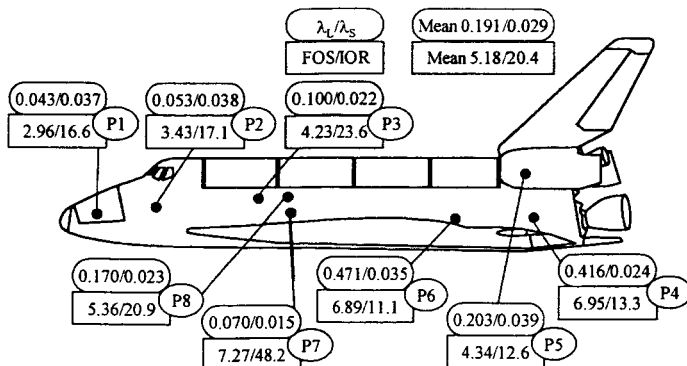 λL/λS
Mean 0.191/0.029
FOS/IOR
Mean 5.18/20.4
0.043/0.037
2.96/16.6
P1
0.053/0.038
3.43/17.1
P2
0.100/0.022
4.23/23.6
P3
0.170/0.023
5.36/20.9
P8
0.070/0.015
7.27/48.2
P7
0.471/0.035
6.89/11.1
P6
0.203/0.039
4.34/12.6
P5
0.416/0.024
6.95/13.3
P4